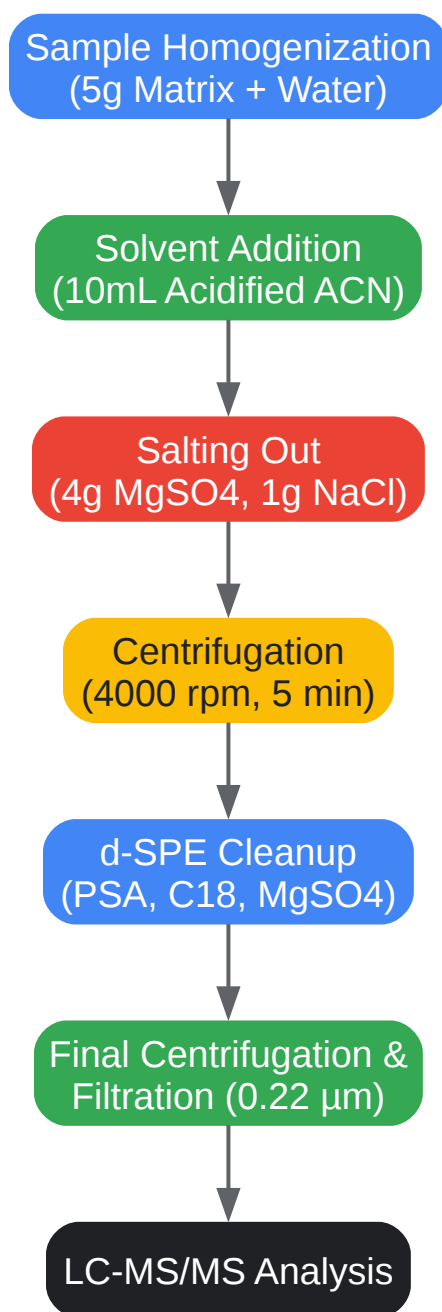 Sample Homogenization
(5g Matrix + Water)
Solvent Addition
(10mL Acidified ACN)
Salting Out
(4g MgSO4, 1g NaCl)
Centrifugation
(4000 rpm, 5 min)
d-SPE Cleanup
(PSA, C18, MgSO4)
Final Centrifugation &
Filtration (0.22 µm)
LC-MS/MS Analysis